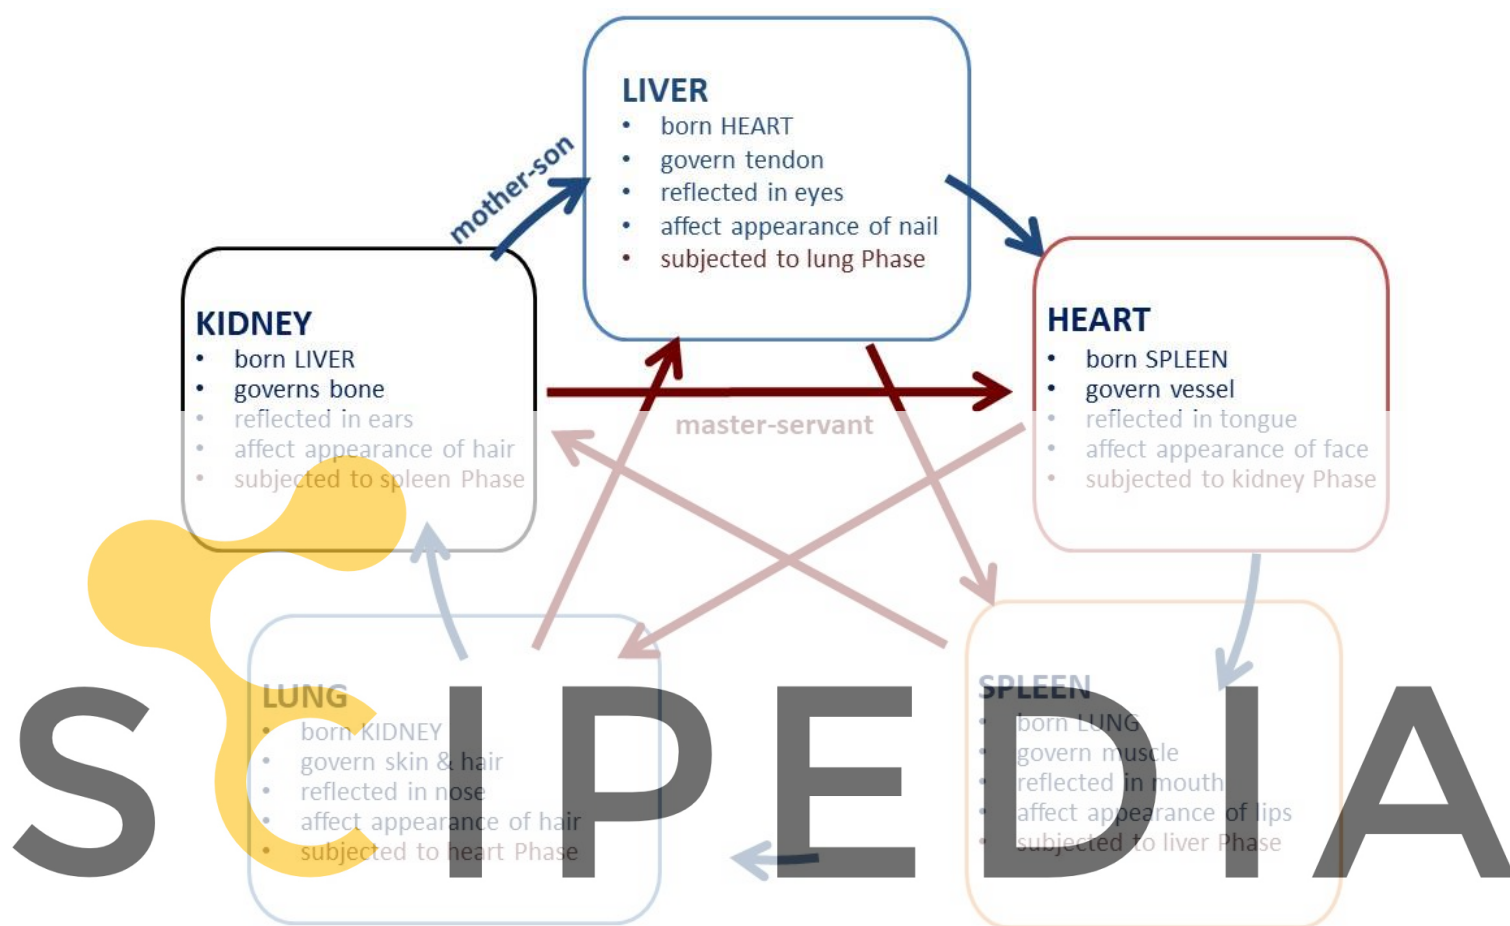 LIVER
• born HEART
• govern tendon
• reflected in eyes
• affect appearance of nail
• subjected to lung Phase
mother-son
KIDNEY
• born LIVER
• governs bone
• reflected in ears
• affect appearance of hair
• subjected to spleen Phase
master-servant
HEART
• born SPLEEN
• govern vessel
• reflected in tongue
• affect appearance of face
• subjected to kidney Phase
LUNG
• born KIDNEY
• govern skin & hair
• reflected in nose
• affect appearance of hair
• subjected to heart Phase
SPLEEN
• born LUNG
• govern muscle
• reflected in mouth
• affect appearance of lips
• subjected to liver Phase
SCIPEDIA